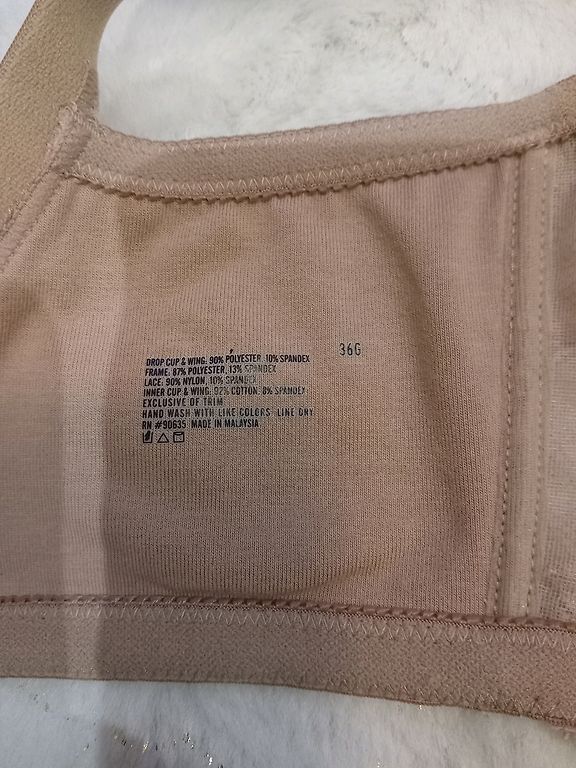 36G
DROP CUP & WING: 90% POLYESTER, 10% SPANDEX
FRAME: 87% POLYESTER, 13% SPANDEX
LACE: 90% NYLON, 10% SPANDEX
INNER CUP & WING: 92% COTTON, 8% SPANDEX
EXCLUSIVE OF TRIM
HAND WASH WITH LIKE COLORS LINE DRY
RN #90635 MADE IN MALAYSIA